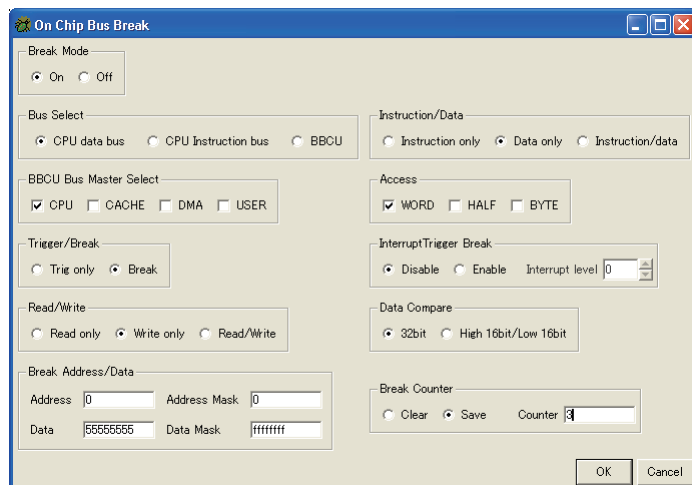 On Chip Bus Break
Break Mode
On Off
Bus Select
CPU data bus CPU Instruction bus BBCU
Instruction/Data
Instruction only Data only Instruction/data
BBCU Bus Master Select
CPU CACHE DMA USER
Access
WORD HALF BYTE
Trigger/Break
Trig only Break
InterruptTrigger Break
Disable Enable Interrupt level 0
Read/Write
Read only Write only Read/Write
Data Compare
32bit High 16bit/Low 16bit
Break Address/Data
Address 0 Address Mask 0
Data 55555555 Data Mask ffffffff
Break Counter
Clear Save Counter 3
OK Cancel